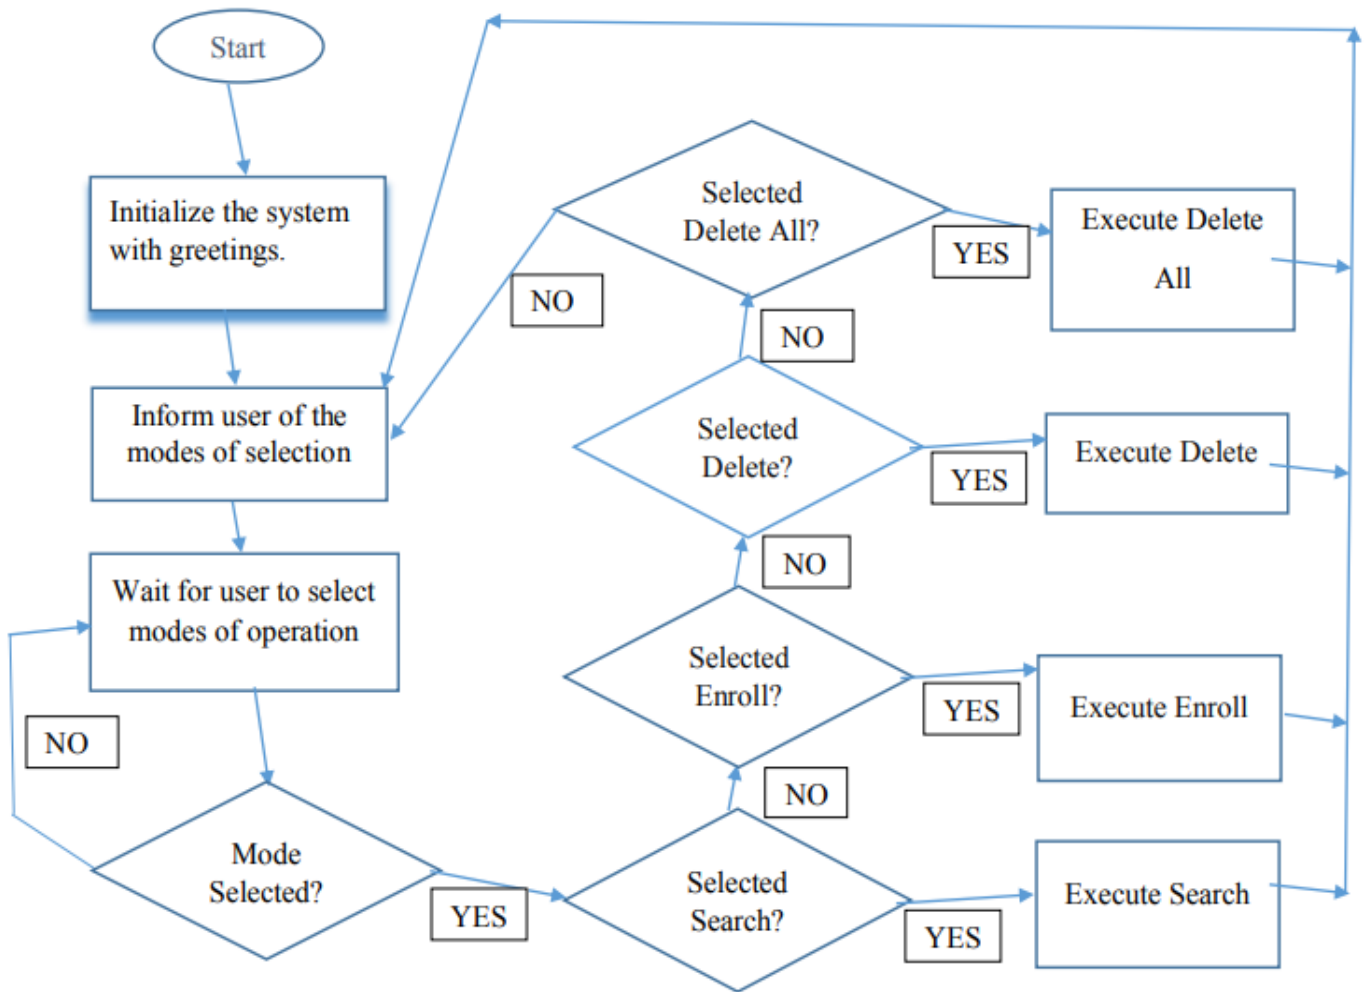 Start
Initialize the system
with greetings.
Inform user of the
modes of selection
Wait for user to select
modes of operation
NO
Mode
Selected?
YES
Selected
Search?
YES
Execute Search
NO
Selected
Enroll?
YES
Execute Enroll
NO
Selected
Delete?
YES
Execute Delete
NO
Selected
Delete All?
YES
Execute Delete
All
NO